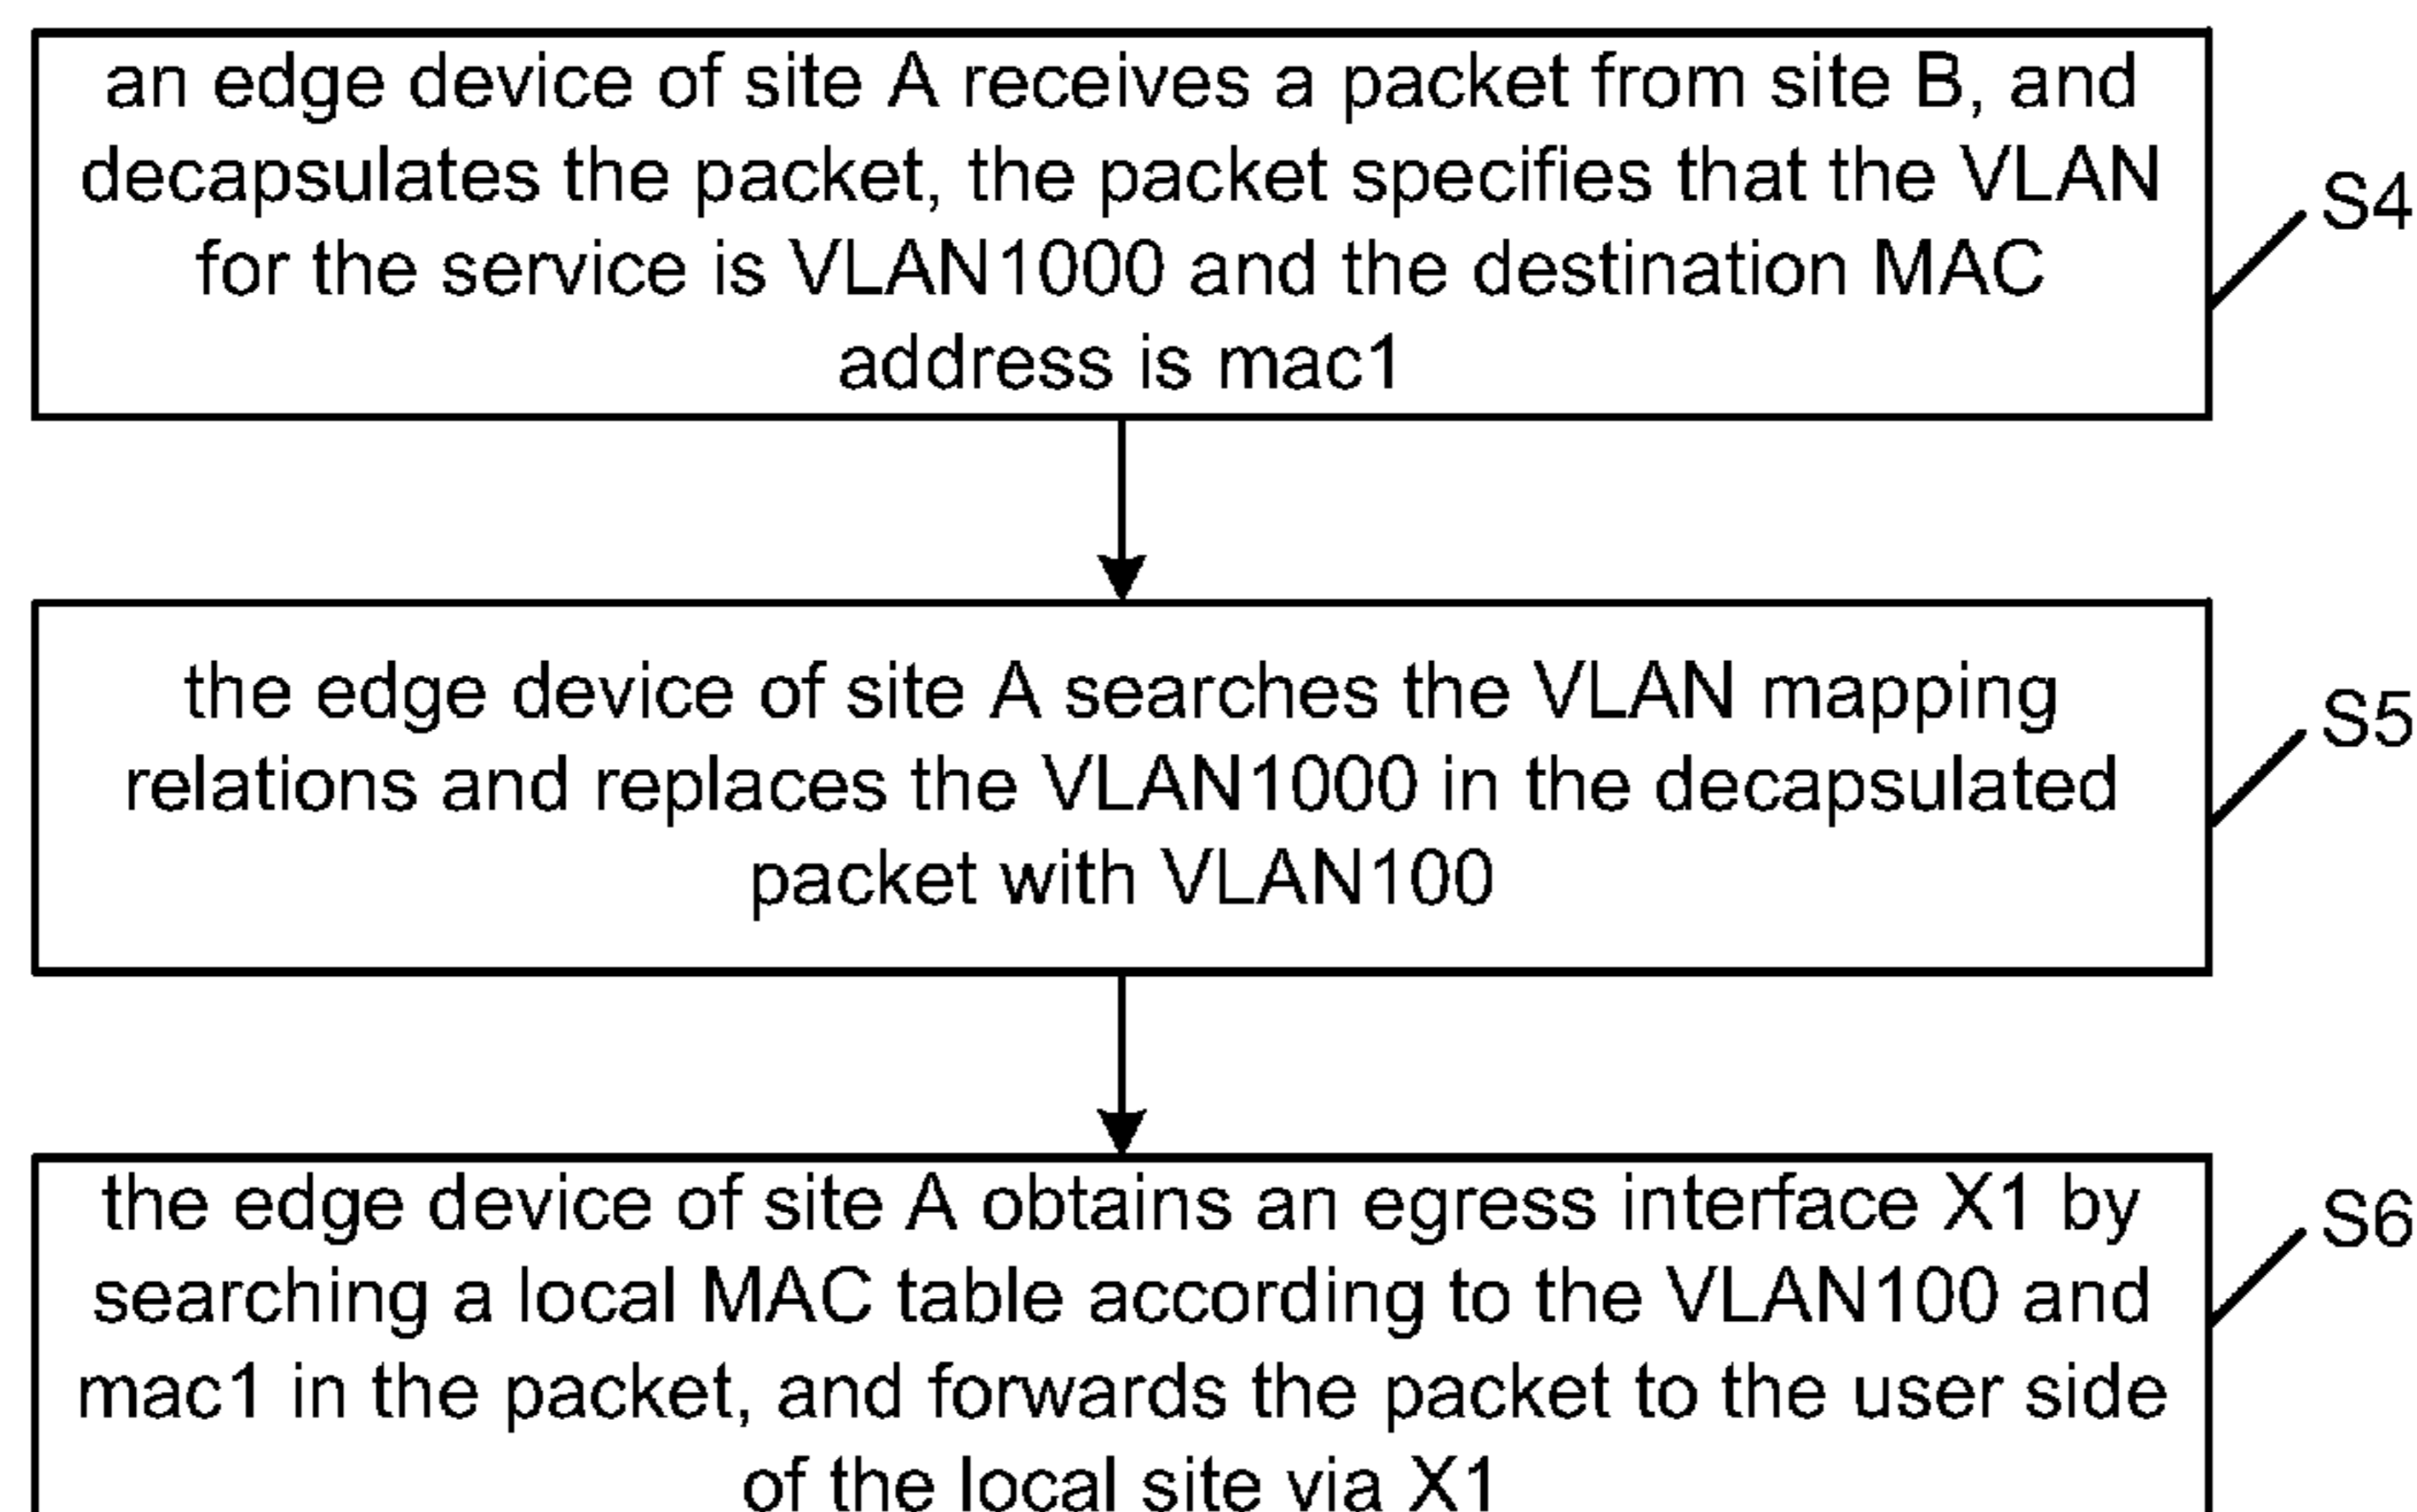 an edge device of site A receives a packet from site B, and
decapsulates the packet, the packet specifies that the VLAN
for the service is VLAN1000 and the destination MAC
address is mac1
S4
the edge device of site A searches the VLAN mapping
relations and replaces the VLAN1000 in the decapsulated
packet with VLAN100
S5
the edge device of site A obtains an egress interface X1 by
searching a local MAC table according to the VLAN100 and
mac1 in the packet, and forwards the packet to the user side
of the local site via X1
S6